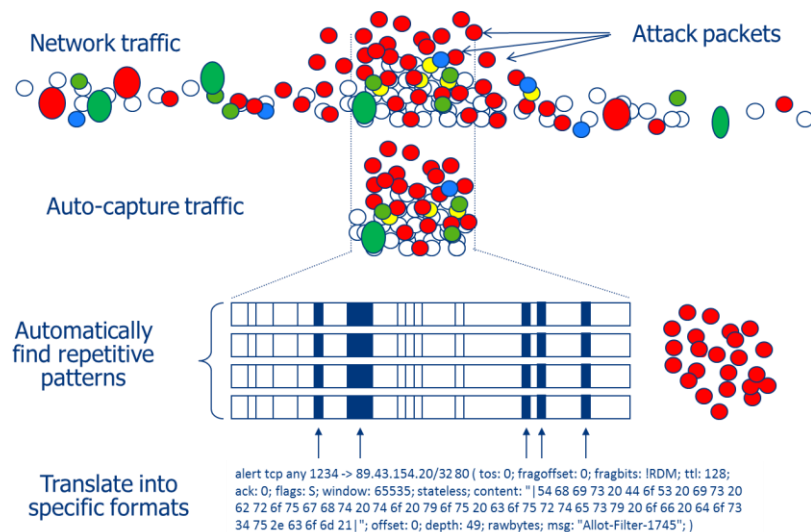 Network traffic
Attack packets
Auto-capture traffic
Automatically
find repetitive
patterns
Translate into
specific formats
alert tcp any 1234 -> 89.43.154.20/32 80 ( tos: 0; fragoffset: 0; fragbits: !RDM; ttl: 128;
ack: 0; flags: S; window: 65535; stateless; content: "|54 68 69 73 20 44 6f 53 20 69 73 20
62 72 6f 75 67 68 74 20 74 6f 20 79 6f 75 20 63 6f 75 72 74 65 73 79 20 6f 66 20 64 6f 73
34 75 2e 63 6f 6d 21|"; offset: 0; depth: 49; rawbytes; msg: "Allot-Filter-1745"; )